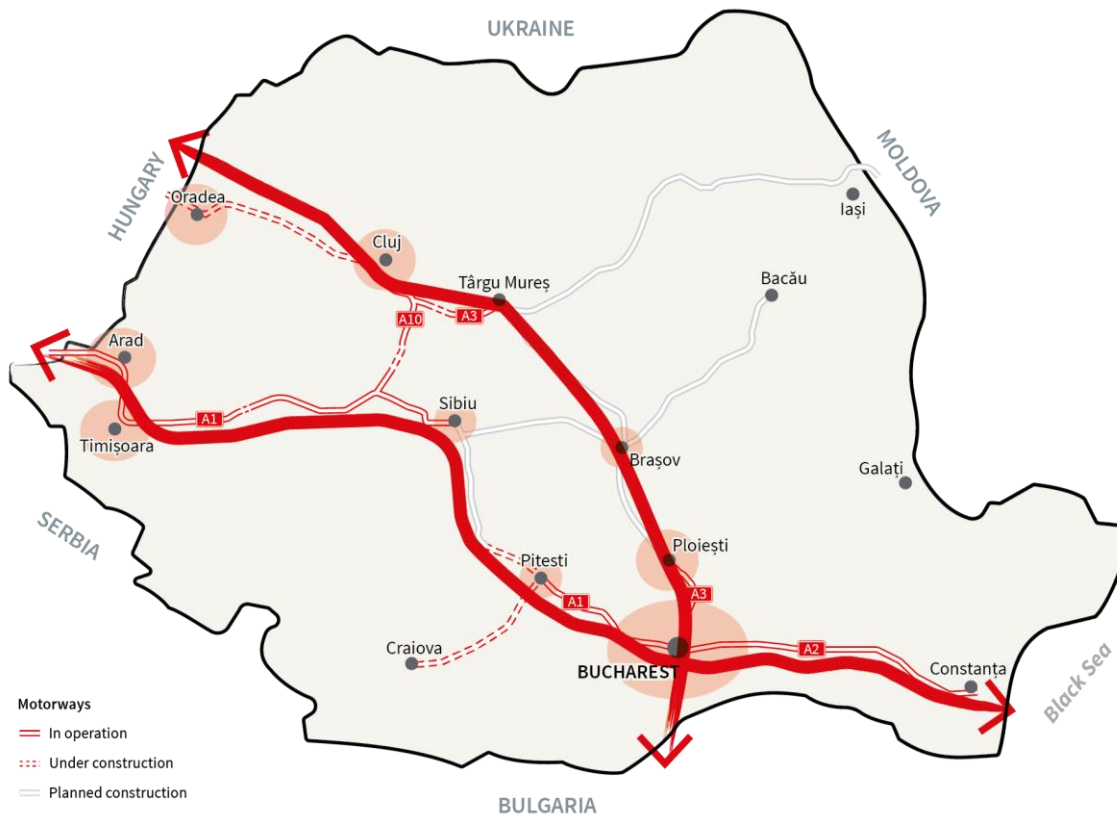 UKRAINE
MOLDOVA
HUNGARY
Oradea
Iași
Cluj
Târgu Mureș
Bacău
A10
A3
Arad
Sibiu
A1
Timișoara
Brașov
Galați
SERBIA
Ploiești
Pitesti
A3
A1
Craiova
A2
BUCHAREST
Constanța
Black Sea
Motorways
In operation
Under construction
Planned construction
BULGARIA